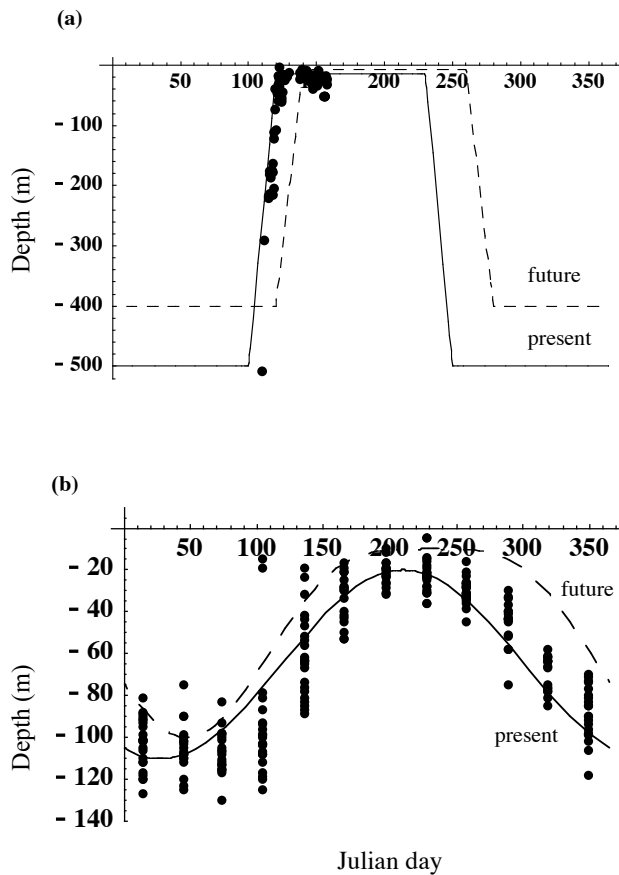 (a)
50 100 150 200 250 300 350
- 100
- 200
- 300
- 400
- 500
Depth (m)
future
present
(b)
50 100 150 200 250 300 350
- 20
- 40
- 60
- 80
- 100
- 120
- 140
Depth (m)
future
present
Julian day